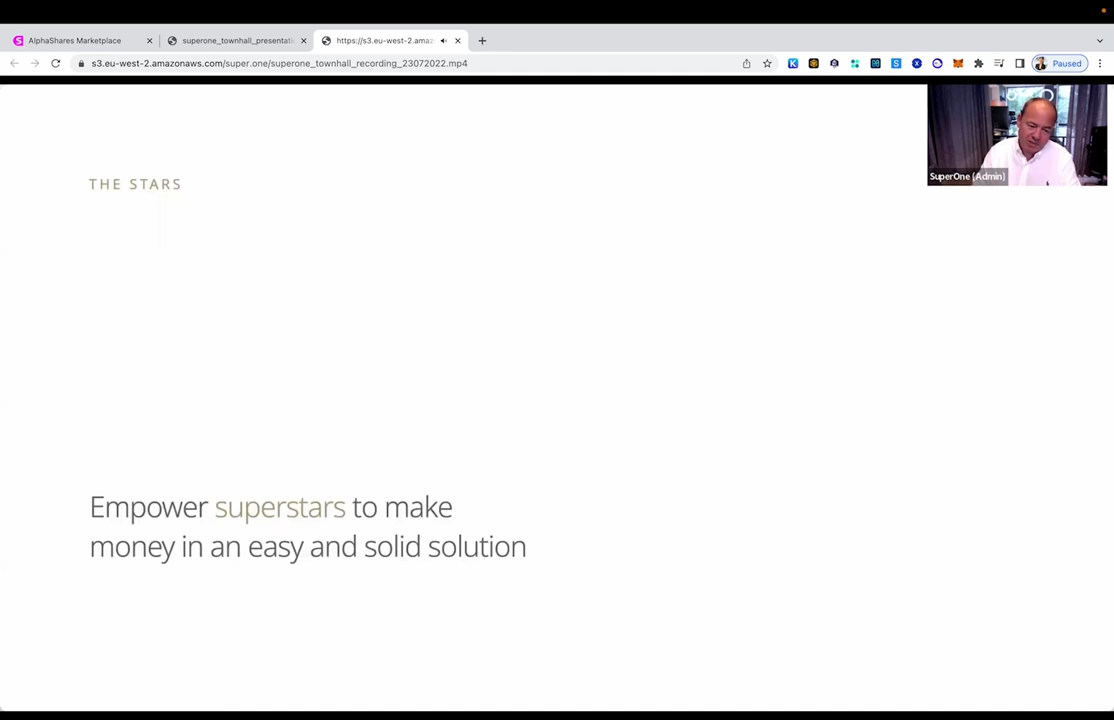 AlphaShares Marketplace
superone_townhall_presentati
https://s3.eu-west-2.amazonaws
s3.eu-west-2.amazonaws.com/super.one/superone_townhall_recording_23072022.mp4
Paused
SuperOne (Admin)
THE STARS
Empower superstars to make
money in an easy and solid solution